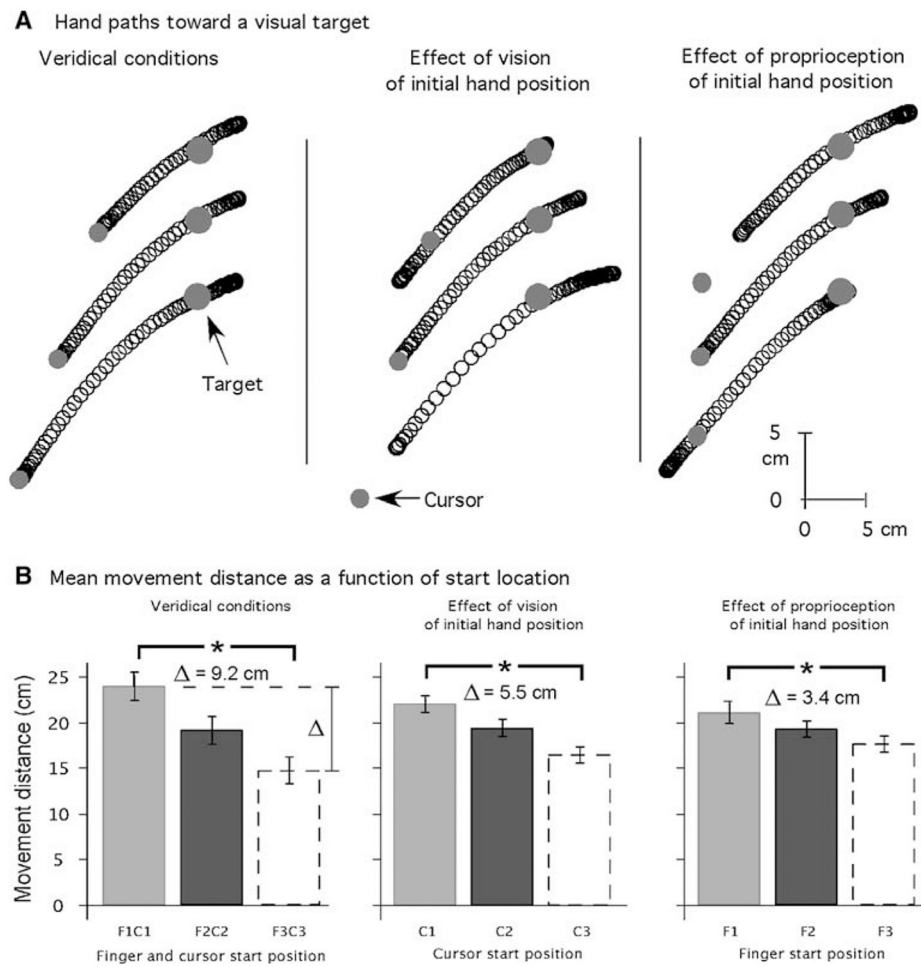 A Hand paths toward a visual target
Veridical conditions
Effect of vision
of initial hand position
Effect of proprioception
of initial hand position
Target
Cursor
5
cm
0
0 5 cm
B Mean movement distance as a function of start location
Veridical conditions
Effect of vision
of initial hand position
Effect of proprioception
of initial hand position
Movement distance (cm)
25
20
15
10
5
0
*
Δ = 9.2 cm
Δ
F1C1 F2C2 F3C3
Finger and cursor start position
*
Δ = 5.5 cm
C1 C2 C3
Cursor start position
*
Δ = 3.4 cm
F1 F2 F3
Finger start position